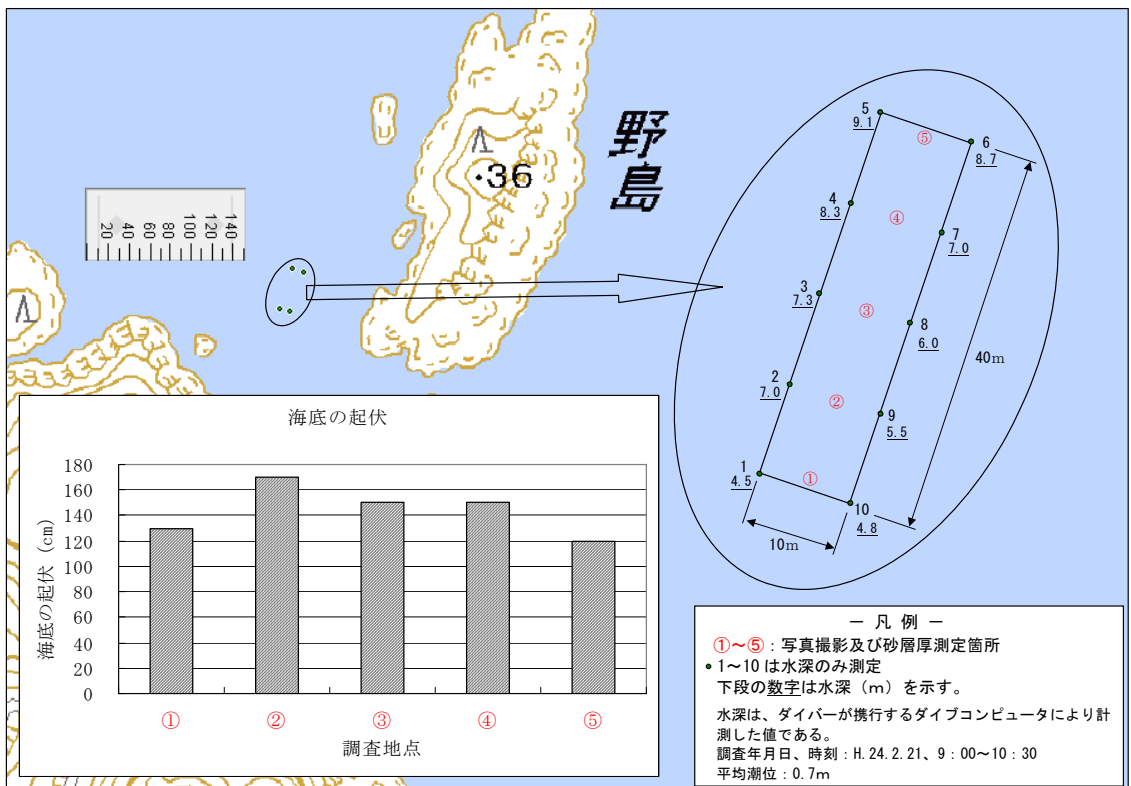 野島
36
20 40 60 80 100 120 140
5
9.1
⑤
6
8.7
4
8.3
④
7
7.0
3
7.3
③
8
6.0
40m
2
7.0
②
9
5.5
1
4.5
①
10
4.8
10m
海底の起伏
海底の起伏 (cm)
180
160
140
120
100
80
60
40
20
0
① ② ③ ④ ⑤
調査地点
― 凡 例 ―
①～⑤：写真撮影及び砂層厚測定箇所
1～10は水深のみ測定
下段の数字は水深（m）を示す。
水深は、ダイバーが携行するダイブコンピュータにより計
測した値である。
調査年月日、時刻：H.24.2.21、9：00～10：30
平均潮位：0.7m